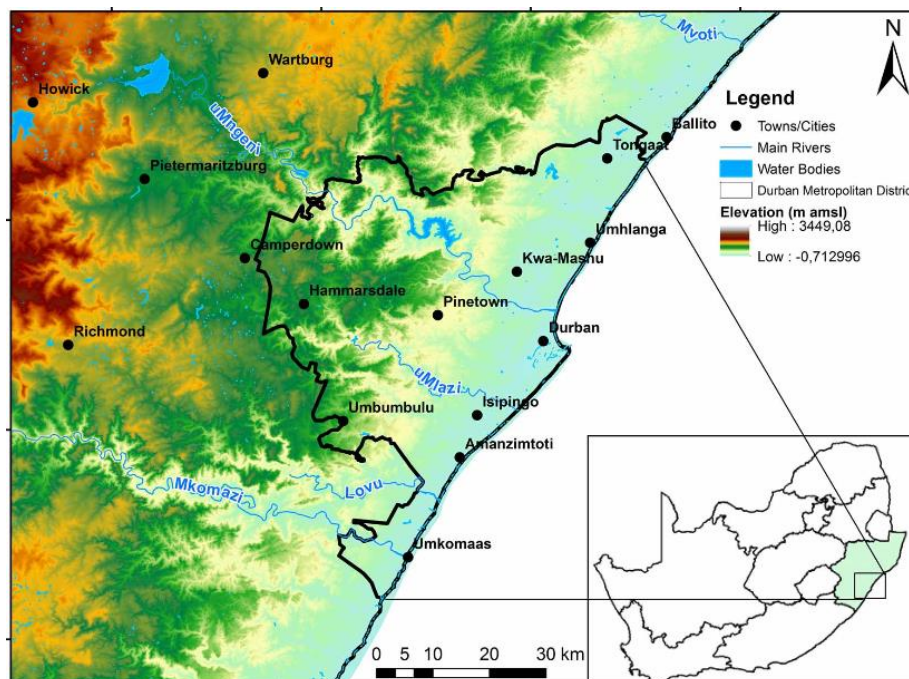 Mvoti
N
Wartburg
Howick
uMngeni
Legend
Towns/Cities
Main Rivers
Water Bodies
Durban Metropolitan District
Elevation (m amsl)
High : 3449,08
Low : -0,712996
Ballito
Tongaat
Pietermaritzburg
Umhlanga
Camperdown
Kwa-Mashu
Hammarsdale
Pinetown
Richmond
Durban
uMlazi
Umbumbulu
Isipingo
Amanzimtoti
Mkomazi
Lovu
Umkomaas
0 5 10 20 30 km